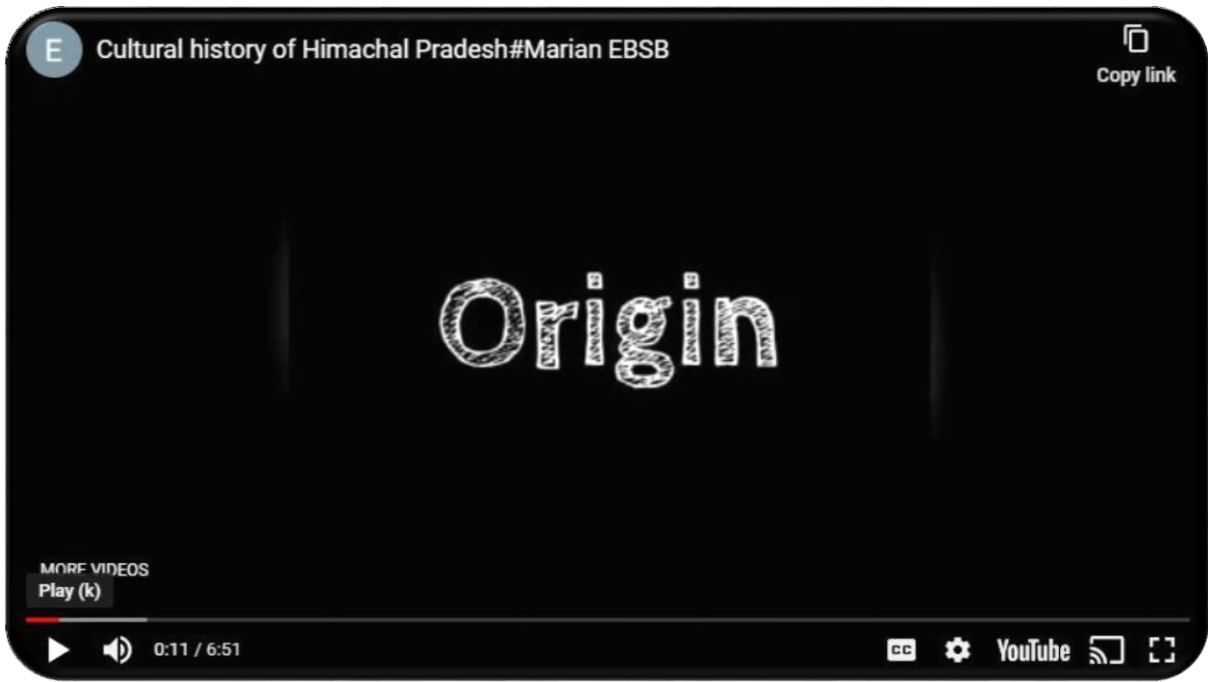 E Cultural history of Himachal Pradesh#Marian EBSB
Copy link
Origin
MORE VIDEOS
Play (k)
0:11 / 6:51 CC YouTube